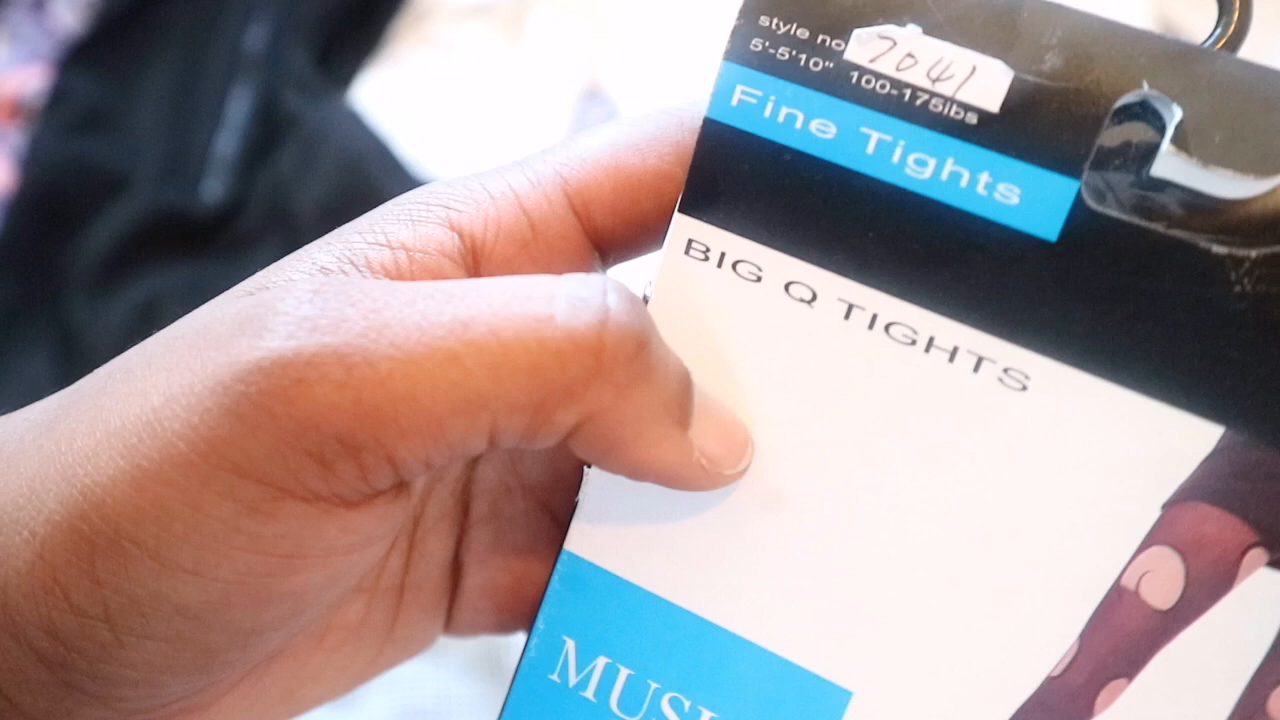 style no 7041
5'-5'10" 100-175lbs
Fine Tights
BIG Q TIGHTS